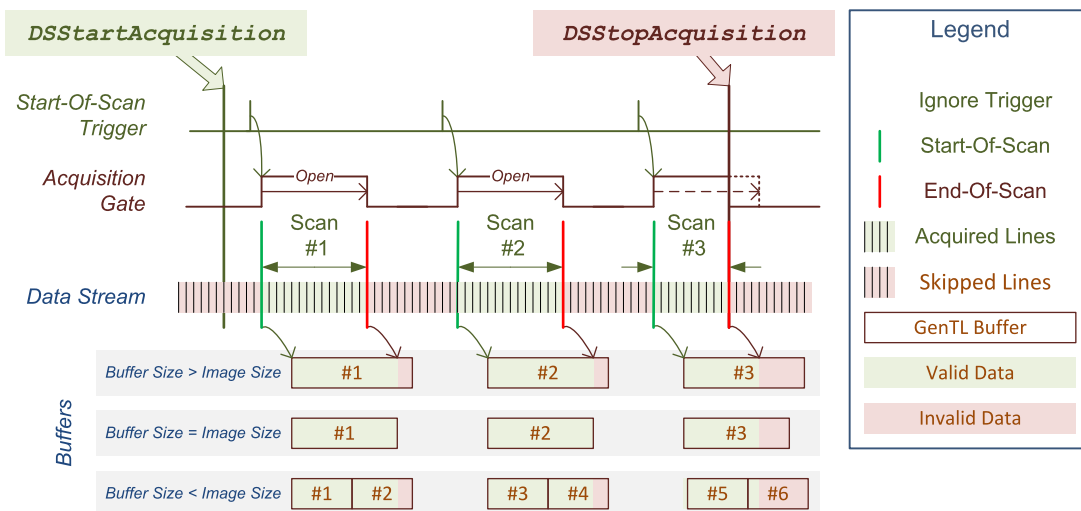 DSStartAcquisition
DSStopAcquisition
Start-Of-Scan
Trigger
Acquisition
Gate
Open
Open
Scan
#1
Scan
#2
Scan
#3
Data Stream
Buffers
Buffer Size > Image Size
#1
#2
#3
Buffer Size = Image Size
#1
#2
#3
Buffer Size < Image Size
#1
#2
#3
#4
#5
#6
Legend
Ignore Trigger
Start-Of-Scan
End-Of-Scan
Acquired Lines
Skipped Lines
GenTL Buffer
Valid Data
Invalid Data